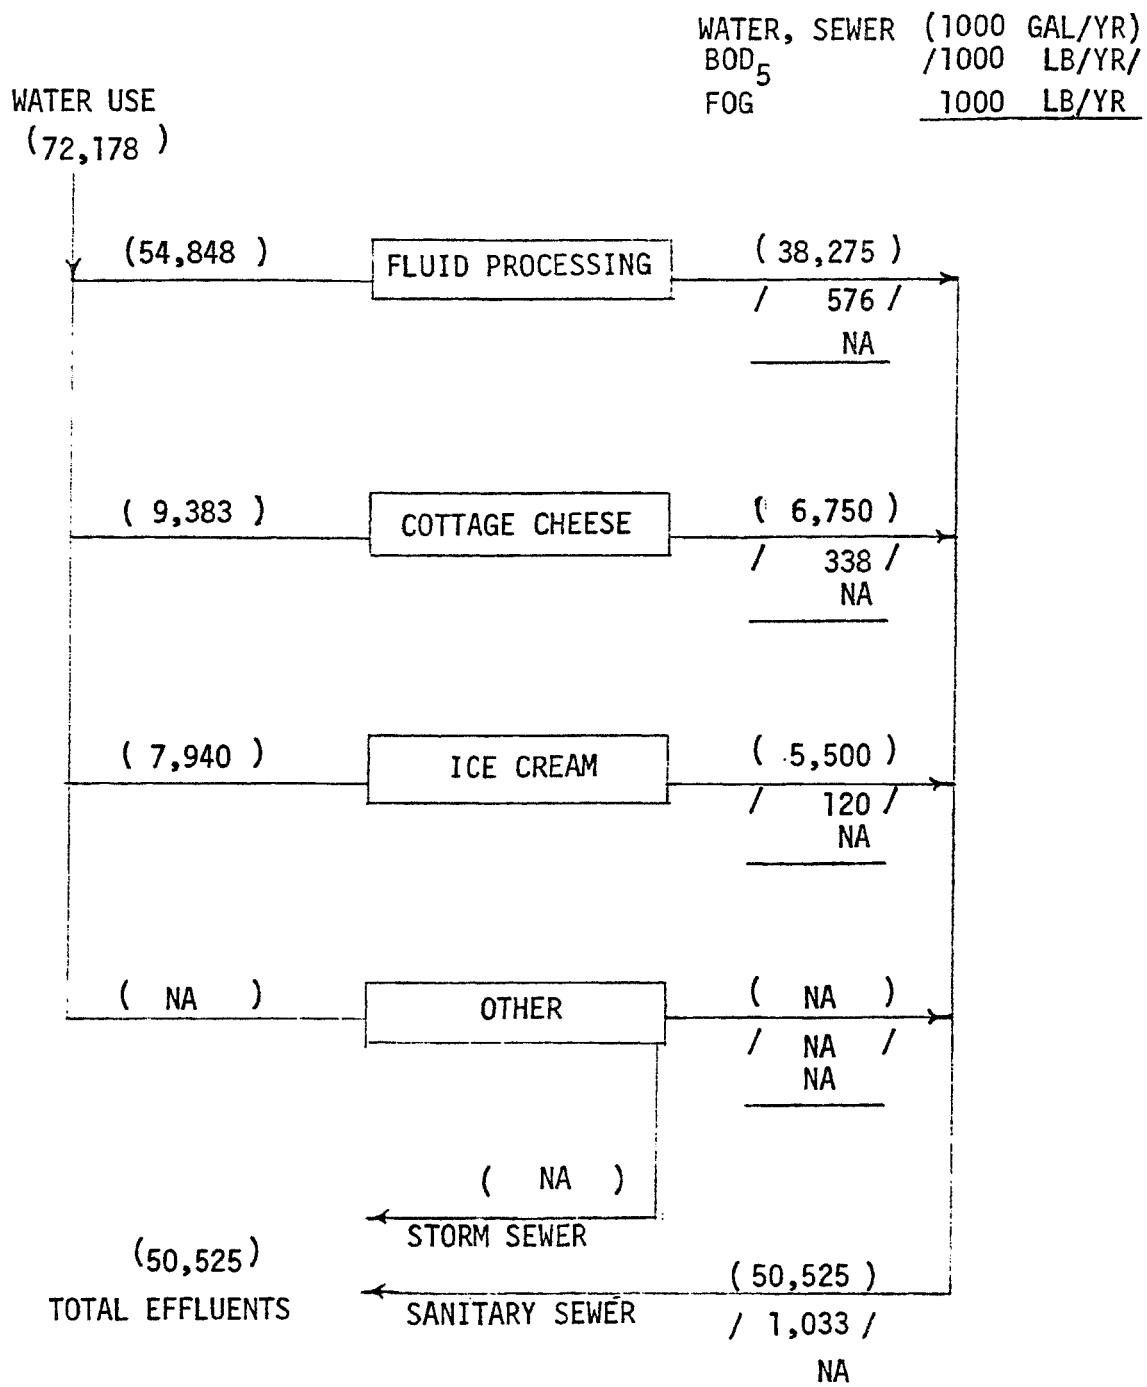 WATER, SEWER (1000 GAL/YR)
BOD5 /1000 LB/YR/
FOG 1000 LB/YR
WATER USE
(72,178 )
(54,848 ) FLUID PROCESSING ( 38,275 )
/ 576 /
NA
( 9,383 ) COTTAGE CHEESE ( 6,750 )
/ 338 /
NA
( 7,940 ) ICE CREAM ( 5,500 )
/ 120 /
NA
( NA ) OTHER ( NA )
/ NA /
NA
( NA )
STORM SEWER
(50,525) (50,525 )
TOTAL EFFLUENTS SANITARY SEWER / 1,033 /
NA